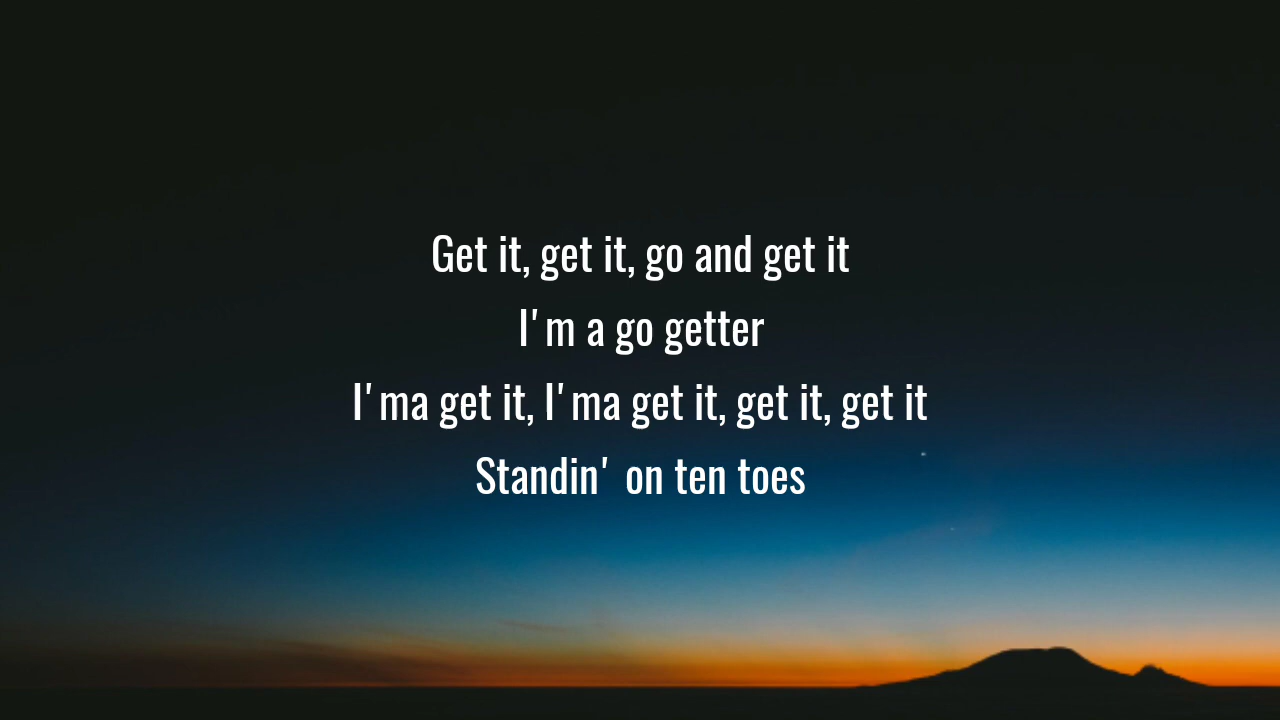 Get it, get it, go and get it
I'm a go getter
I'ma get it, I'ma get it, get it, get it
Standin' on ten toes